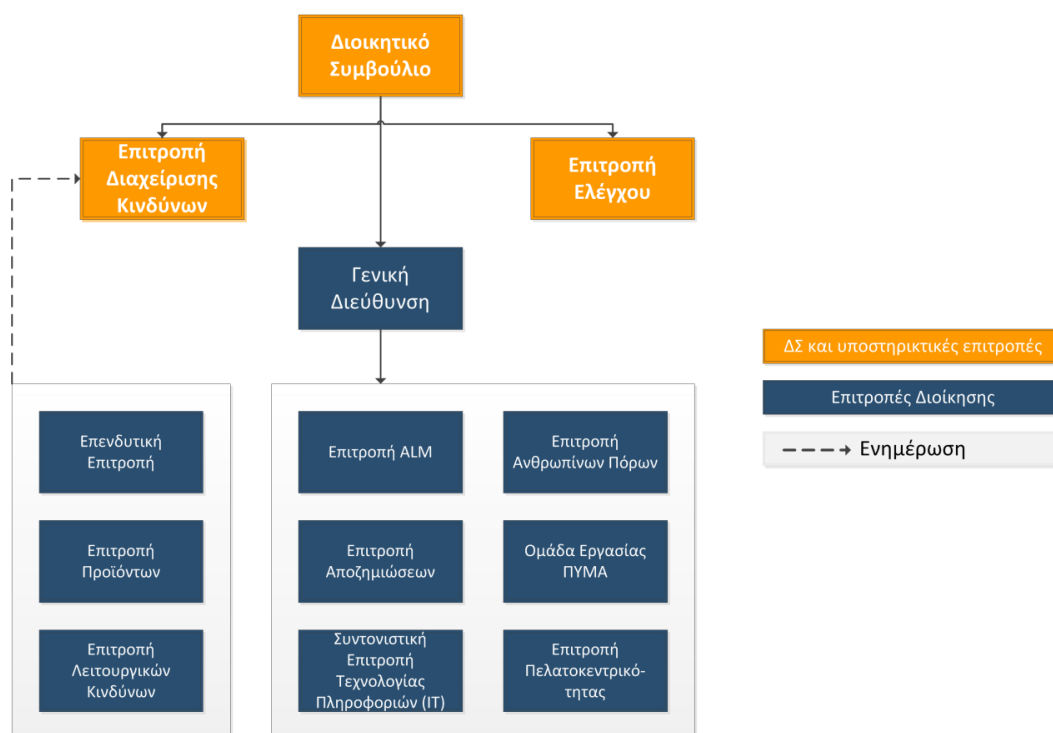 Διοικητικό
Συμβούλιο
Επιτροπή
Διαχείρισης
Κινδύνων
Επιτροπή
Ελέγχου
Γενική
Διεύθυνση
ΔΣ και υποστηρικτικές επιτροπές
Επιτροπές Διοίκησης
Ενημέρωση
Επενδυτική
Επιτροπή
Επιτροπή ALM
Επιτροπή
Ανθρωπίνων Πόρων
Επιτροπή
Προϊόντων
Επιτροπή
Αποζημιώσεων
Ομάδα Εργασίας
ΠΥΜΑ
Επιτροπή
Λειτουργικών
Κινδύνων
Συντονιστική
Επιτροπή
Τεχνολογίας
Πληροφοριών (IT)
Επιτροπή
Πελατοκεντρικό-
τητας